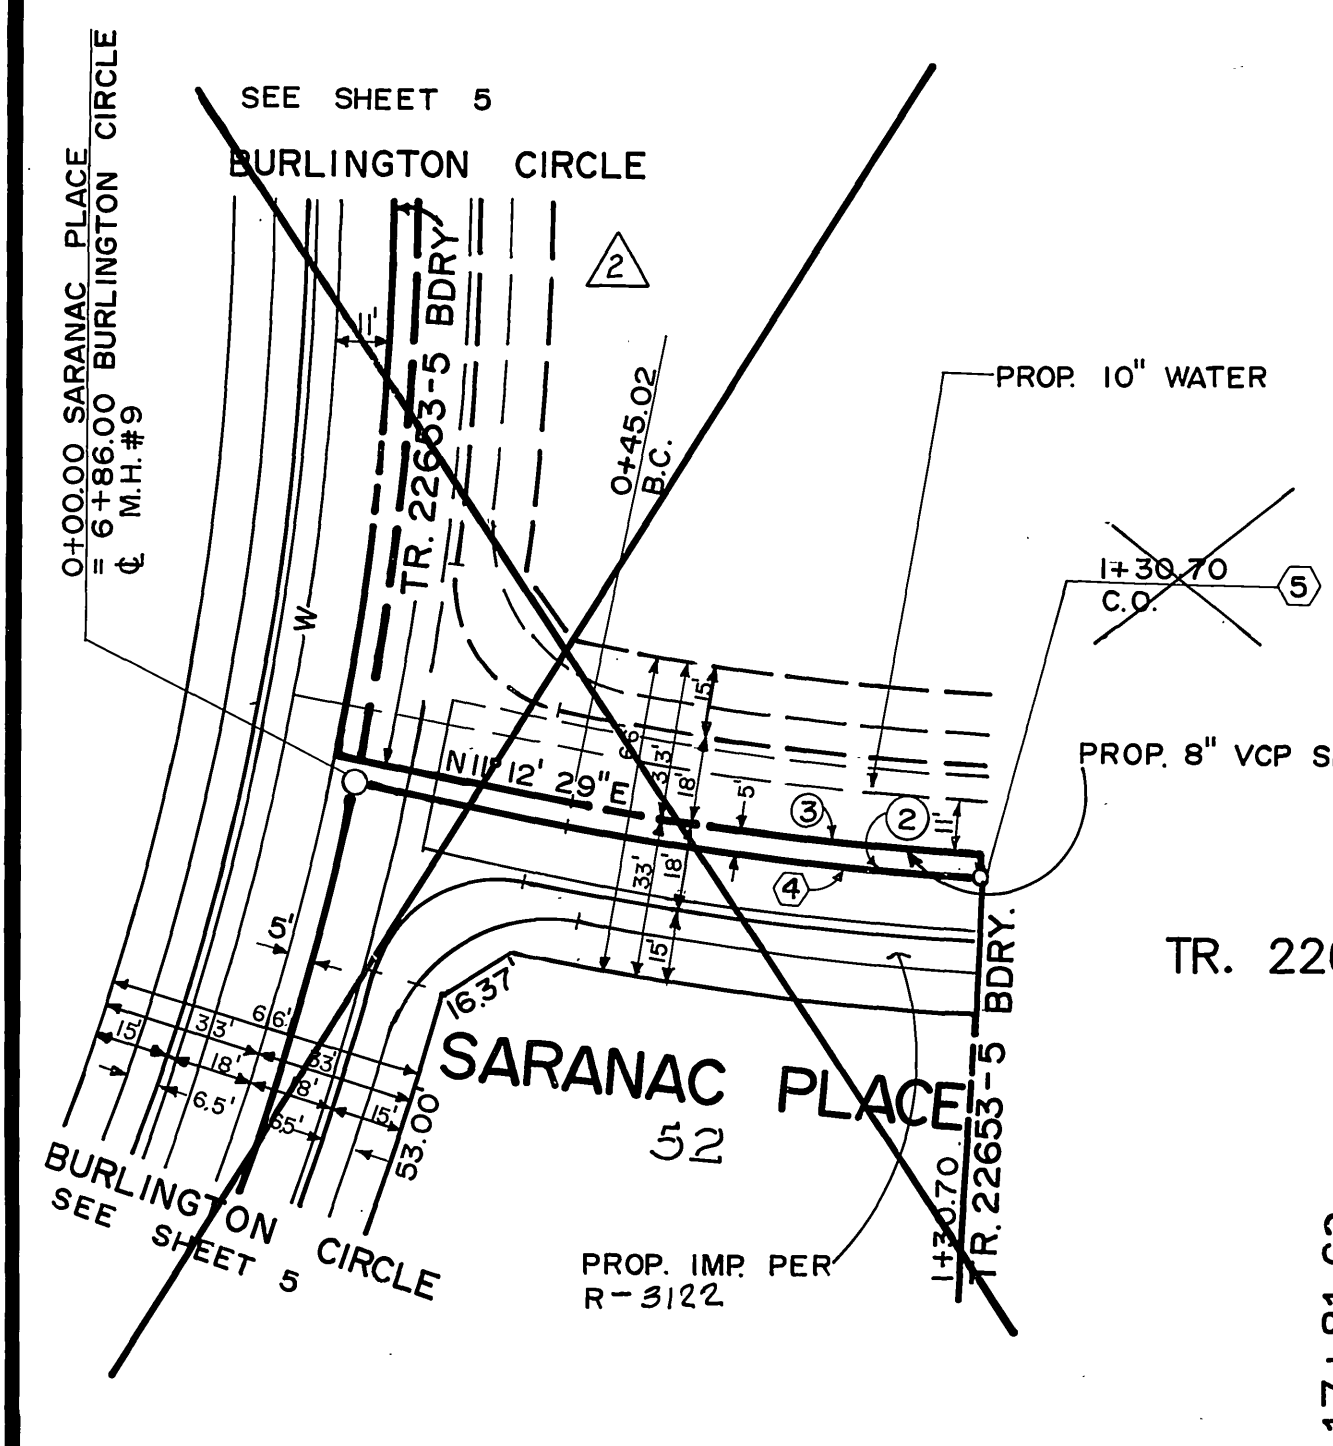 SEE SHEET 5
BURLINGTON CIRCLE
0+00.00 SARANAC PLACE
= 6+86.00 BURLINGTON CIRCLE
℄ M.H.#9
2
11'
TR. 22653-5 BDRY
0+45.02
B.C.
PROP. 10" WATER
1+30.70
C.O.
5
W
15'
66'
33'
18'
5'
N 11° 12' 29" E
3
2
11'
PROP. 8" VCP
4
33'
18'
15'
5'
16.37'
TR.
66'
33'
15'
18'
6.5'
33'
18'
6.5'
15'
53.00'
SARANAC PLACE
52
TR. 22653-5 BDRY.
1+30.70
BURLINGTON CIRCLE
SEE SHEET 5
PROP. IMP. PER
R-3122